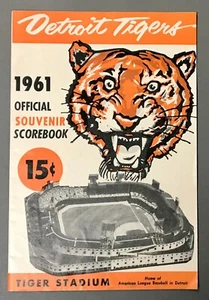 Detroit Tigers
1961
OFFICIAL
SOUVENIR
SCOREBOOK
15¢
TIGER STADIUM
Home of
American League Baseball in Detroit